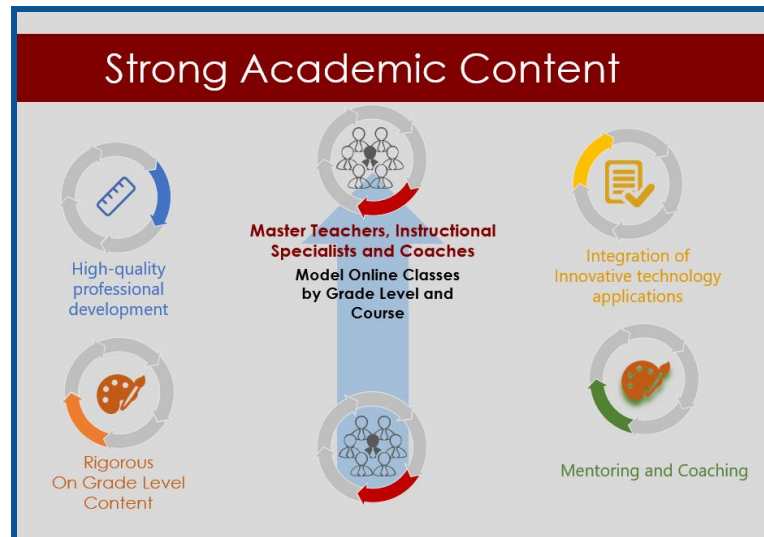 Strong Academic Content
High-quality
professional
development
Master Teachers, Instructional
Specialists and Coaches
Model Online Classes
by Grade Level and
Course
Integration of
Innovative technology
applications
Rigorous
On Grade Level
Content
Mentoring and Coaching